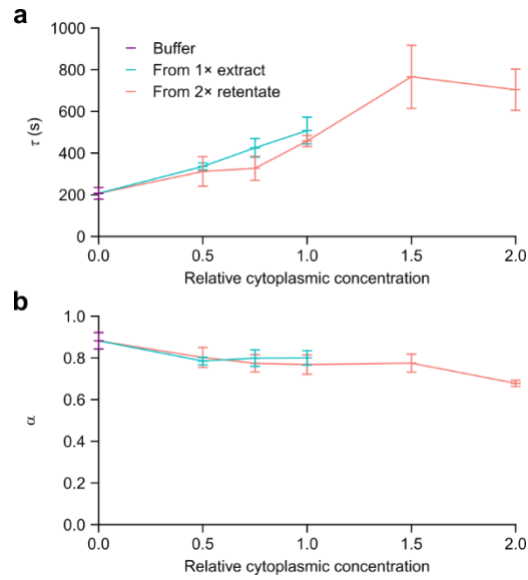 a
Buffer
From 1× extract
From 2× retentate
τ (s)
1000
800
600
400
200
0
0.0 0.5 1.0 1.5 2.0
Relative cytoplasmic concentration
b
α
1.0
0.8
0.6
0.4
0.2
0.0
0.0 0.5 1.0 1.5 2.0
Relative cytoplasmic concentration